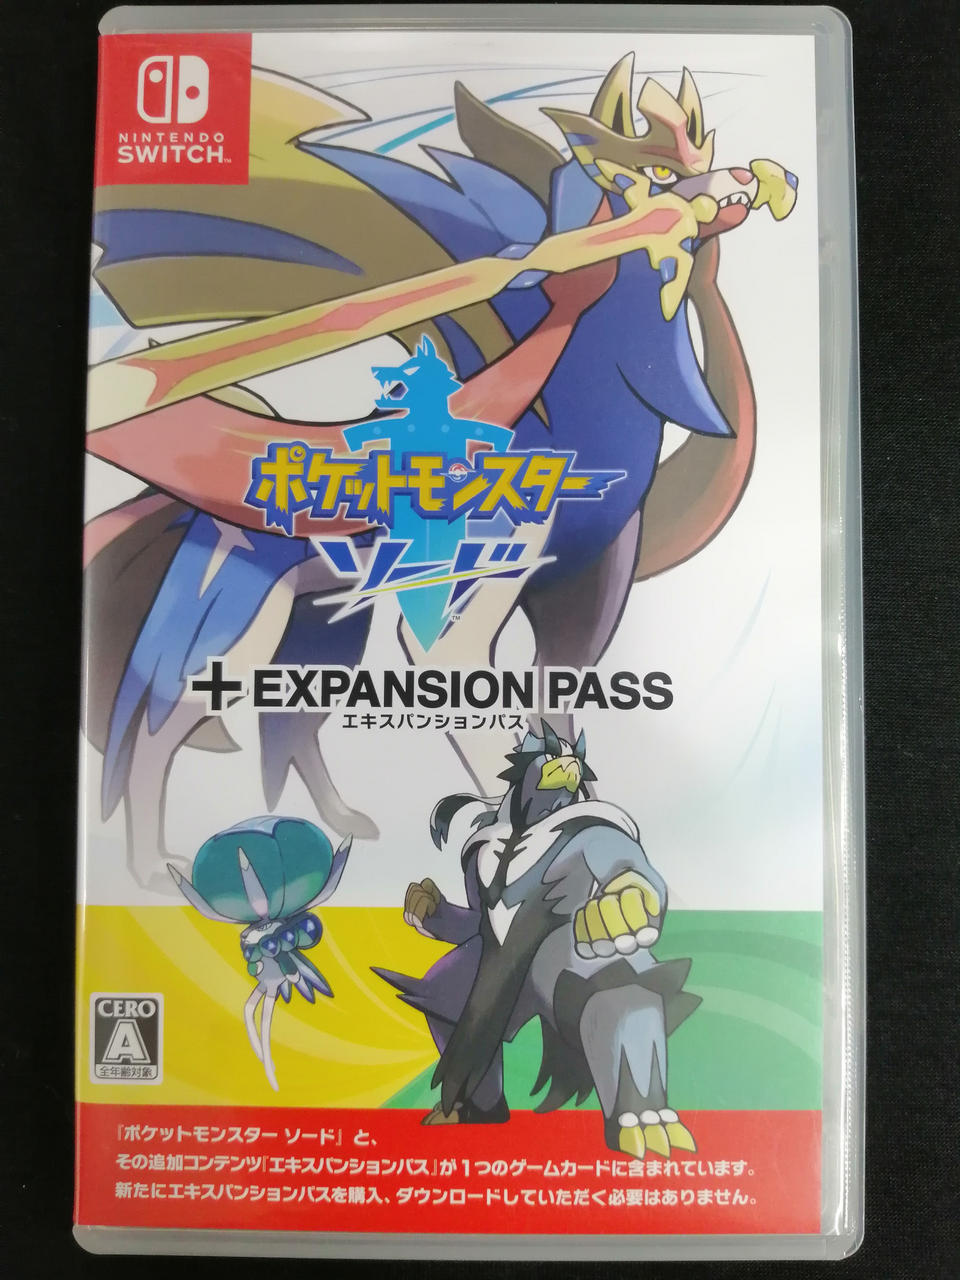 NINTENDO
SWITCH™
ポケットモンスター
ソード
™
+EXPANSION PASS
エキスパンションパス
CERO
A
全年齢対象
『ポケットモンスター ソード』と、
その追加コンテンツ『エキスパンションパス』が1つのゲームカードに含まれています。
新たにエキスパンションパスを購入、ダウンロードしていただく必要はありません。